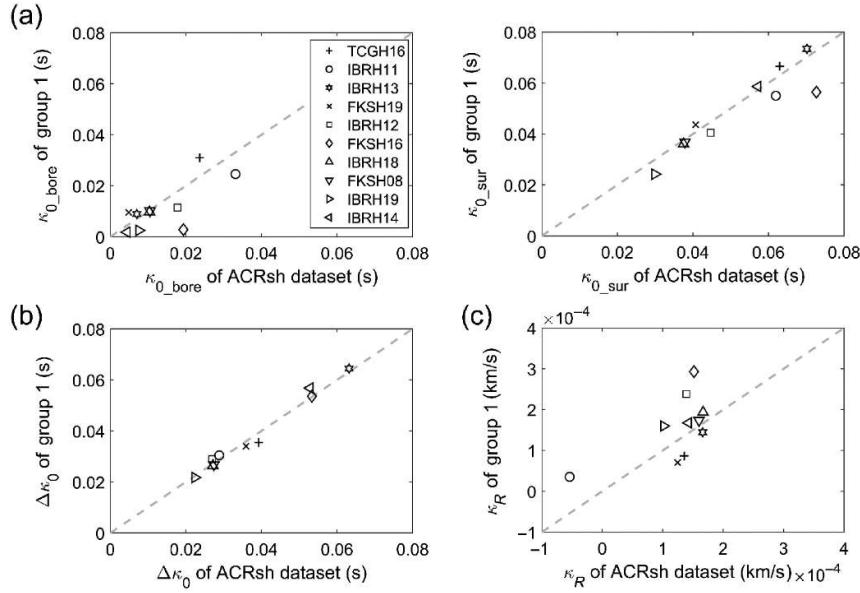 (a)
0.08
0.06
0.04
0.02
0
κ0_bore of group 1 (s)
0 0.02 0.04 0.06 0.08
κ0_bore of ACRsh dataset (s)
TCGH16
IBRH11
IBRH13
FKSH19
IBRH12
FKSH16
IBRH18
FKSH08
IBRH19
IBRH14
0.08
0.06
0.04
0.02
0
κ0_sur of group 1 (s)
0 0.02 0.04 0.06 0.08
κ0_sur of ACRsh dataset (s)
(b)
0.08
0.06
0.04
0.02
0
Δκ0 of group 1 (s)
0 0.02 0.04 0.06 0.08
Δκ0 of ACRsh dataset (s)
(c)
×10−4
4
3
2
1
0
−1
κR of group 1 (km/s)
−1 0 1 2 3 4
κR of ACRsh dataset (km/s) ×10−4